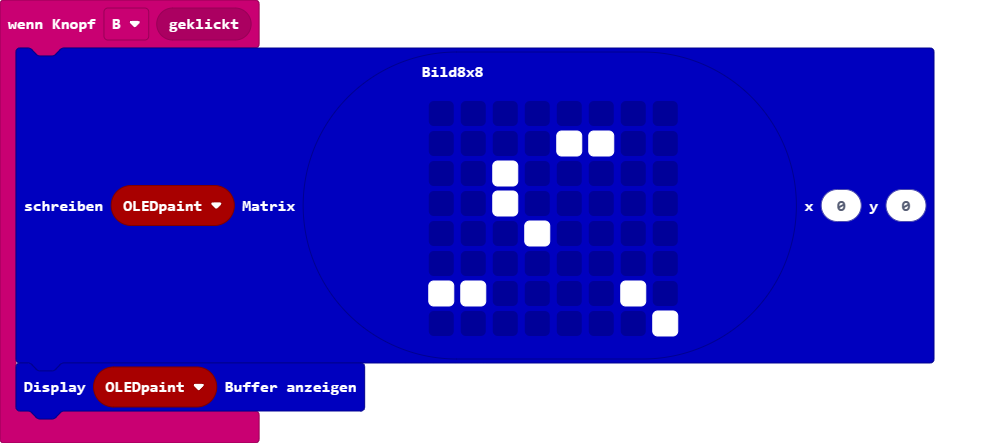 wenn Knopf B geklickt
Bild8x8
schreiben OLEDpaint Matrix x 0 y 0
Display OLEDpaint Buffer anzeigen